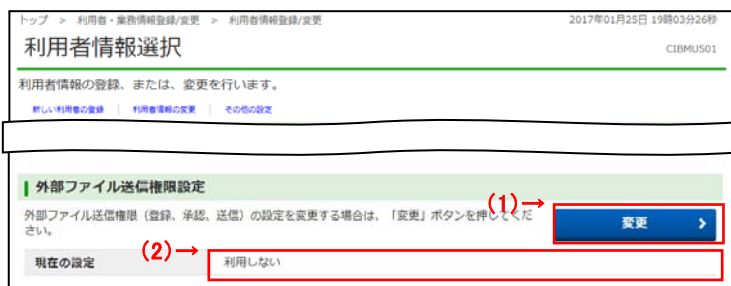 トップ > 利用者・業務情報登録/変更 > 利用者情報登録/変更 2017年01月25日 19時03分26秒
利用者情報選択 CIBMUS01
利用者情報の登録、または、変更を行います。
新しい利用者の登録 | 利用者情報の変更 | その他の設定
外部ファイル送信権限設定
(1)→
外部ファイル送信権限(登録、承認、送信)の設定を変更する場合は、「変更」ボタンを押してくだ
さい。
変更
(2)→
現在の設定 利用しない